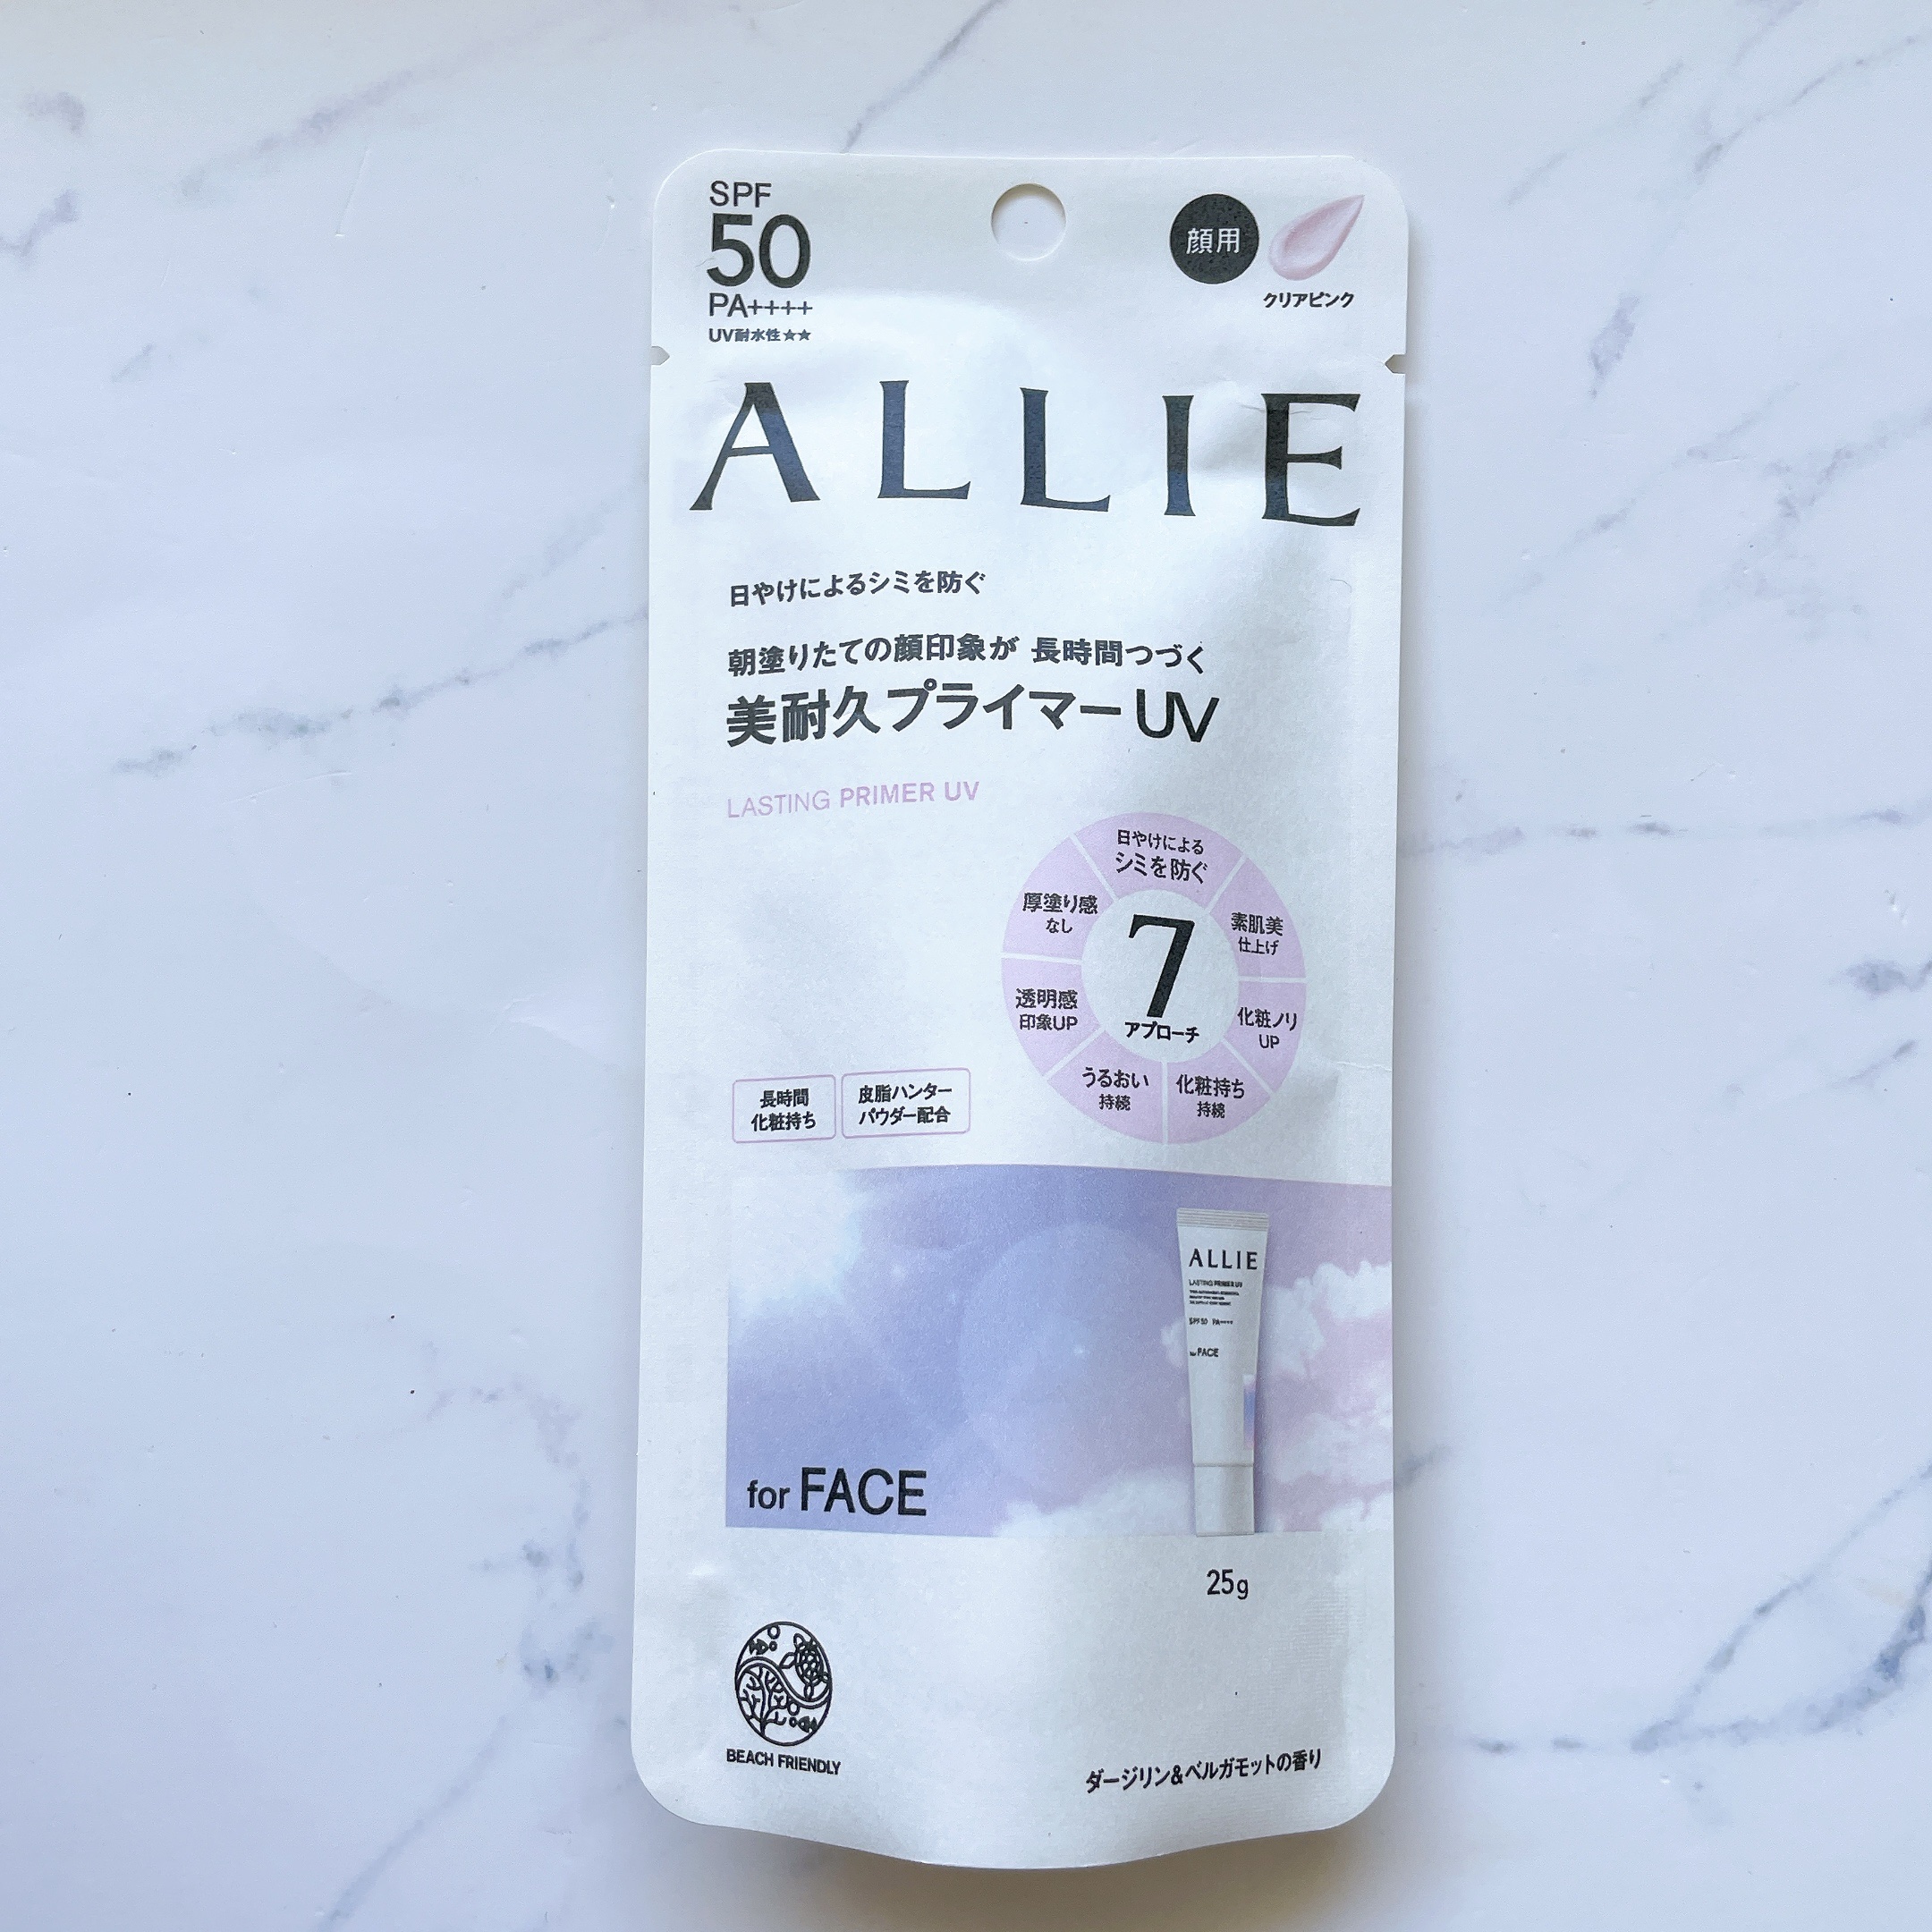 SPF
50
PA++++
UV耐水性★★
顔用
クリアピンク
ALLIE
日やけによるシミを防ぐ
朝塗りたての顔印象が 長時間つづく
美耐久プライマーUV
LASTING PRIMER UV
日やけによる
シミを防ぐ
素肌美
仕上げ
化粧ノリ
UP
化粧持ち
持続
うるおい
持続
透明感
印象UP
厚塗り感
なし
7
アプローチ
長時間
化粧持ち
皮脂ハンター
パウダー配合
ALLIE
LASTING PRIMER UV
SPF50 PA++++
for FACE
for FACE
25g
BEACH FRIENDLY
ダージリン&ベルガモットの香り